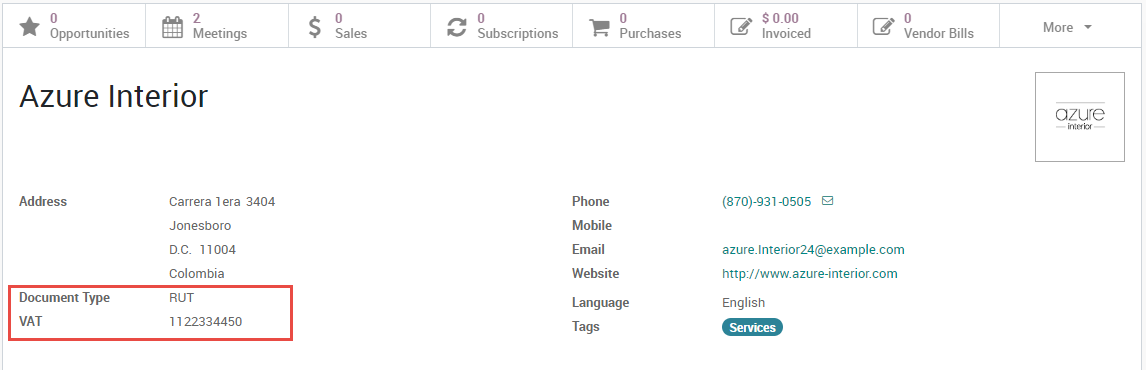 0 Opportunities
2 Meetings
0 Sales
0 Subscriptions
0 Purchases
$ 0.00 Invoiced
0 Vendor Bills
More
Azure Interior
azure
interior
Address Carrera 1era 3404
Jonesboro
D.C. 11004
Colombia
Document Type RUT
VAT 1122334450
Phone (870)-931-0505
Mobile
Email azure.Interior24@example.com
Website http://www.azure-interior.com
Language English
Tags Services